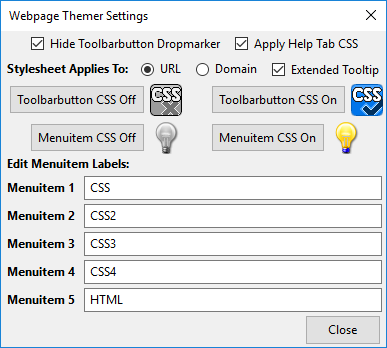 Webpage Themer Settings
Hide Toolbarbutton Dropmarker Apply Help Tab CSS
Stylesheet Applies To: URL Domain Extended Tooltip
Toolbarbutton CSS Off CSS Toolbarbutton CSS On CSS
Menuitem CSS Off Menuitem CSS On
Edit Menuitem Labels:
Menuitem 1 CSS
Menuitem 2 CSS2
Menuitem 3 CSS3
Menuitem 4 CSS4
Menuitem 5 HTML
Close